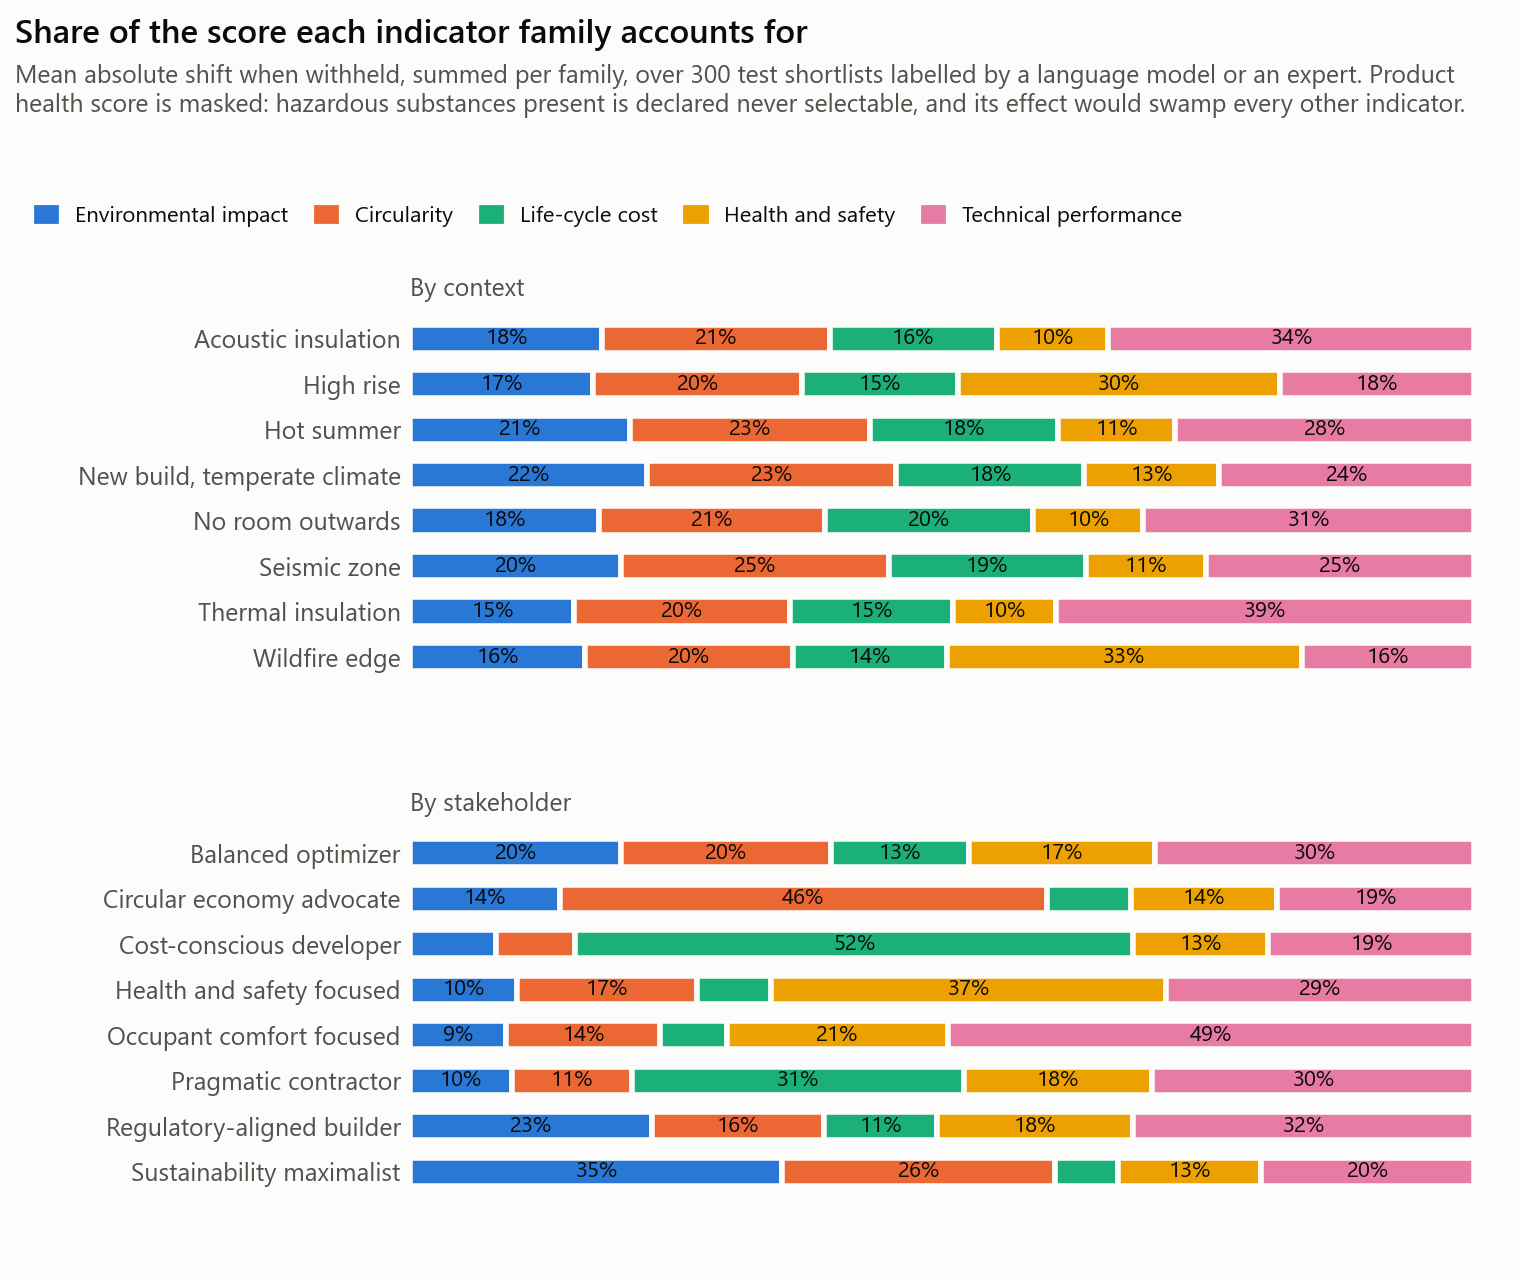 Share of the score each indicator family accounts for
Mean absolute shift when withheld, summed per family, over 300 test shortlists labelled by a language model or an expert. Product
health score is masked: hazardous substances present is declared never selectable, and its effect would swamp every other indicator.
Environmental impact Circularity Life-cycle cost Health and safety Technical performance
By context
Acoustic insulation 18% 21% 16% 10% 34%
High rise 17% 20% 15% 30% 18%
Hot summer 21% 23% 18% 11% 28%
New build, temperate climate 22% 23% 18% 13% 24%
No room outwards 18% 21% 20% 10% 31%
Seismic zone 20% 25% 19% 11% 25%
Thermal insulation 15% 20% 15% 10% 39%
Wildfire edge 16% 20% 14% 33% 16%
By stakeholder
Balanced optimizer 20% 20% 13% 17% 30%
Circular economy advocate 14% 46% 14% 19%
Cost-conscious developer 52% 13% 19%
Health and safety focused 10% 17% 37% 29%
Occupant comfort focused 9% 14% 21% 49%
Pragmatic contractor 10% 11% 31% 18% 30%
Regulatory-aligned builder 23% 16% 11% 18% 32%
Sustainability maximalist 35% 26% 13% 20%